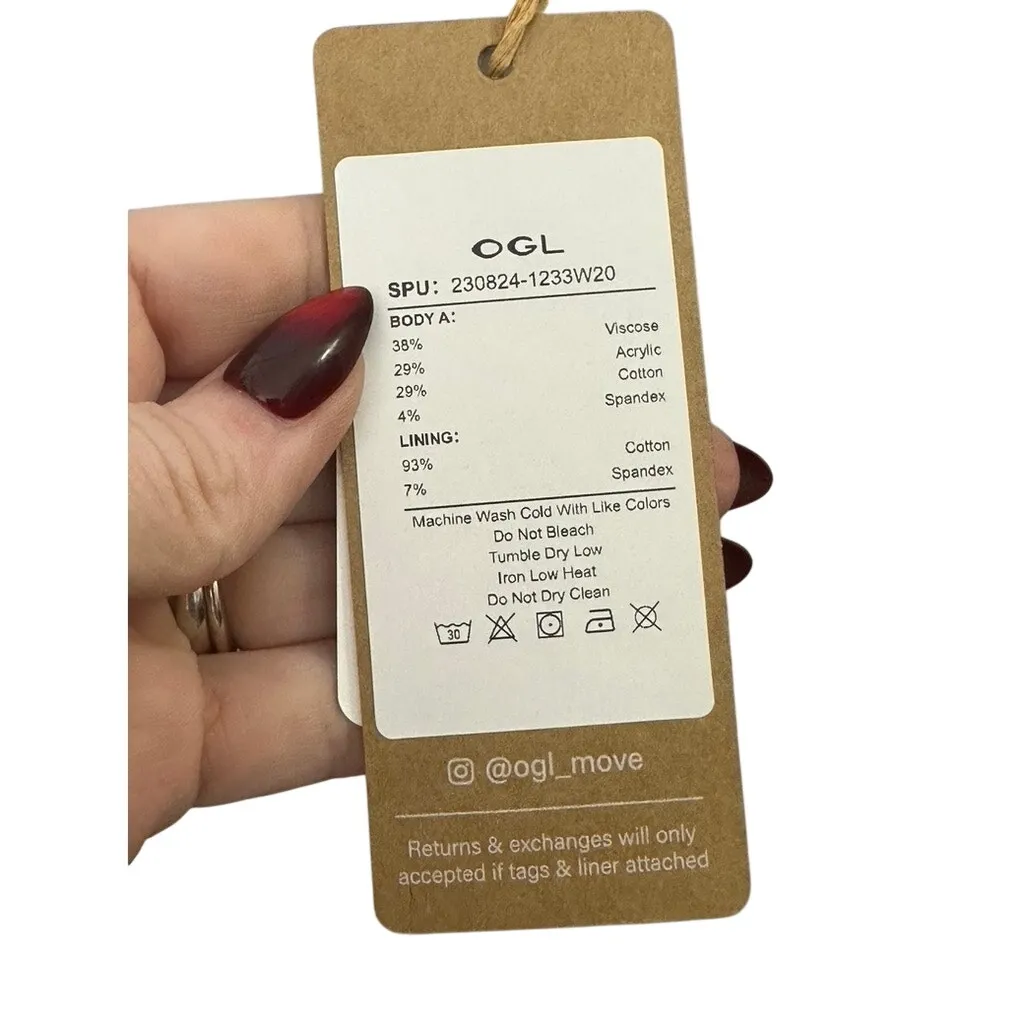 OGL
SPU: 230824-1233W20
BODY A:
38% Viscose
29% Acrylic
29% Cotton
4% Spandex
LINING:
93% Cotton
7% Spandex
Machine Wash Cold With Like Colors
Do Not Bleach
Tumble Dry Low
Iron Low Heat
Do Not Dry Clean
30
@ogl_move
Returns & exchanges will only
accepted if tags & liner attached